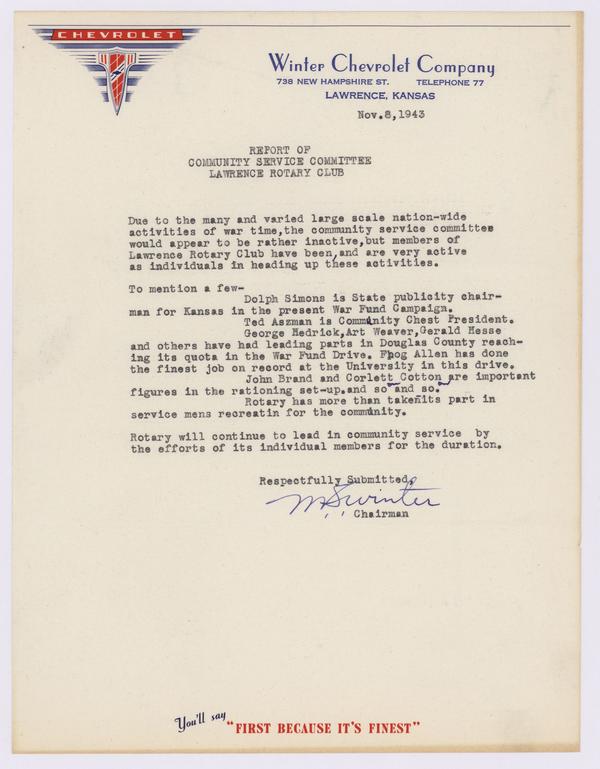 CHEVROLET
Winter Chevrolet Company
738 NEW HAMPSHIRE ST. TELEPHONE 77
LAWRENCE, KANSAS
Nov.8,1943
REPORT OF
COMMUNITY SERVICE COMMITTEE
LAWRENCE ROTARY CLUB
Due to the many and varied large scale nation-wide
activities of war time,the community service committee
would appear to be rather inactive,but members of
Lawrence Rotary Club have been,and are very active
as individuals in heading up these activities.
To mention a few-
Dolph Simons is State publicity chair-
man for Kansas in the present War Fund Campaign.
Ted Aszman is Community Chest President.
George Hedrick,Art Weaver,Gerald Hesse
and others have had leading parts in Douglas County reach-
ing its quota in the War Fund Drive. Phog Allen has done
the finest job on record at the University in this drive.
John Brand and Corlett Cotton are important
figures in the rationing set-up.and so and so.
Rotary has more than takenits part in
service mens recreatin for the community.
Rotary will continue to lead in community service by
the efforts of its individual members for the duration.
Respectfully Submitted,
M S Winter
Chairman
You'll say "FIRST BECAUSE IT'S FINEST"